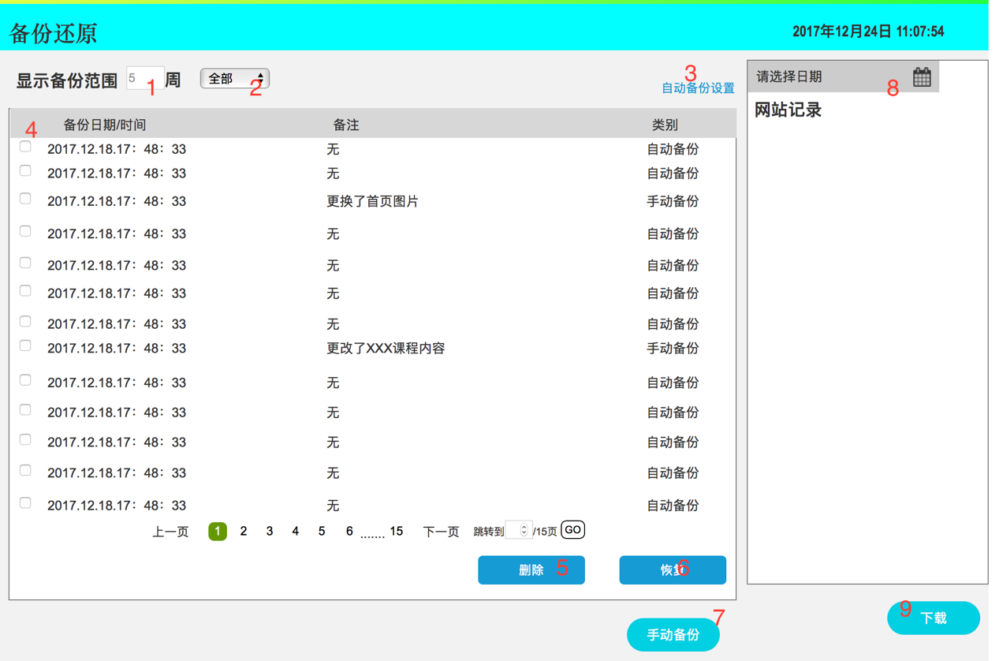 备份还原
2017年12月24日 11:07:54
显示备份范围 5 周 全部
1
2
3
自动备份设置
请选择日期
8
网站记录
4
备份日期/时间 备注 类别
2017.12.18.17：48：33 无 自动备份
2017.12.18.17：48：33 无 自动备份
2017.12.18.17：48：33 更换了首页图片 手动备份
2017.12.18.17：48：33 无 自动备份
2017.12.18.17：48：33 无 自动备份
2017.12.18.17：48：33 无 自动备份
2017.12.18.17：48：33 无 自动备份
2017.12.18.17：48：33 更改了XXX课程内容 手动备份
2017.12.18.17：48：33 无 自动备份
2017.12.18.17：48：33 无 自动备份
2017.12.18.17：48：33 无 自动备份
2017.12.18.17：48：33 无 自动备份
2017.12.18.17：48：33 无 自动备份
上一页 1 2 3 4 5 6 ....... 15 下一页 跳转到 /15页 GO
删除 5 恢复 6
7
手动备份
9 下载